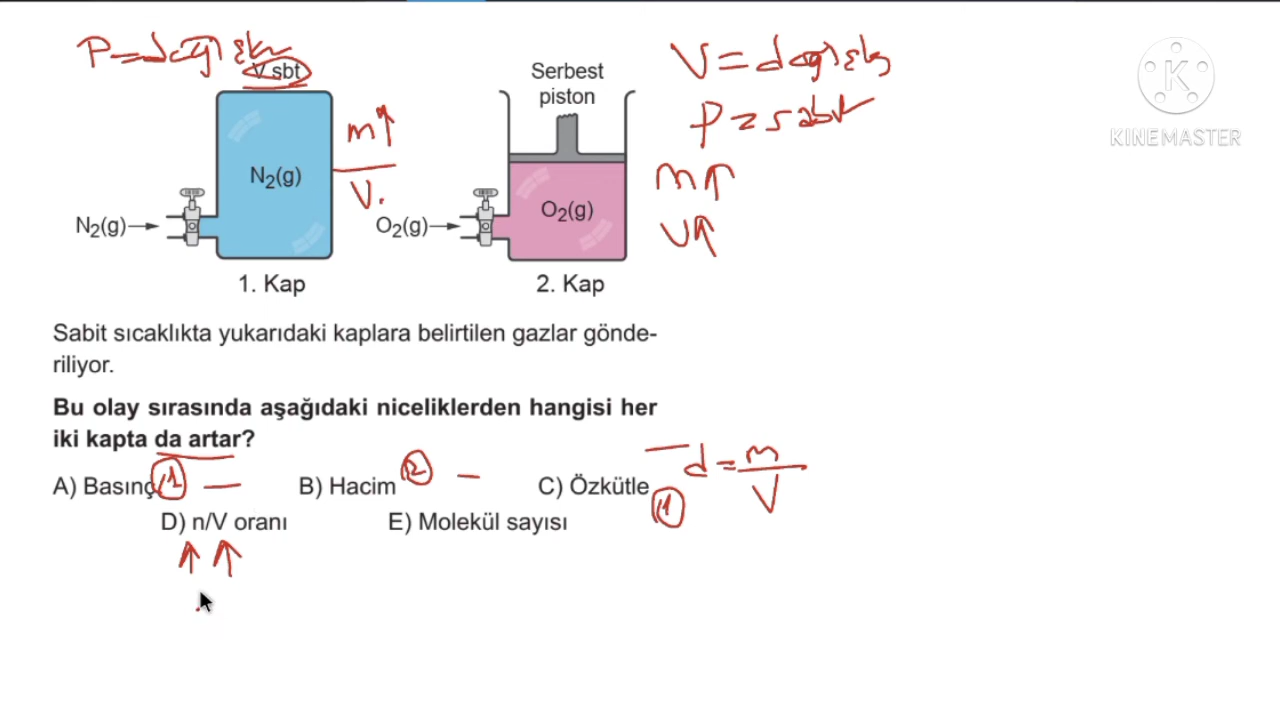 P=değişken
V sbt
Serbest
piston
V=değişken
P=sabit
m↑
V
m↑
V↑
N2(g)
O2(g)
N2(g)
O2(g)
1. Kap
2. Kap
KINEMASTER
Sabit sıcaklıkta yukarıdaki kaplara belirtilen gazlar gönde-
riliyor.
Bu olay sırasında aşağıdaki niceliklerden hangisi her
iki kapta da artar?
A) Basınç 1 – B) Hacim 2 – C) Özkütle 1 – d=m/V
D) n/V oranı E) Molekül sayısı
↑ ↑